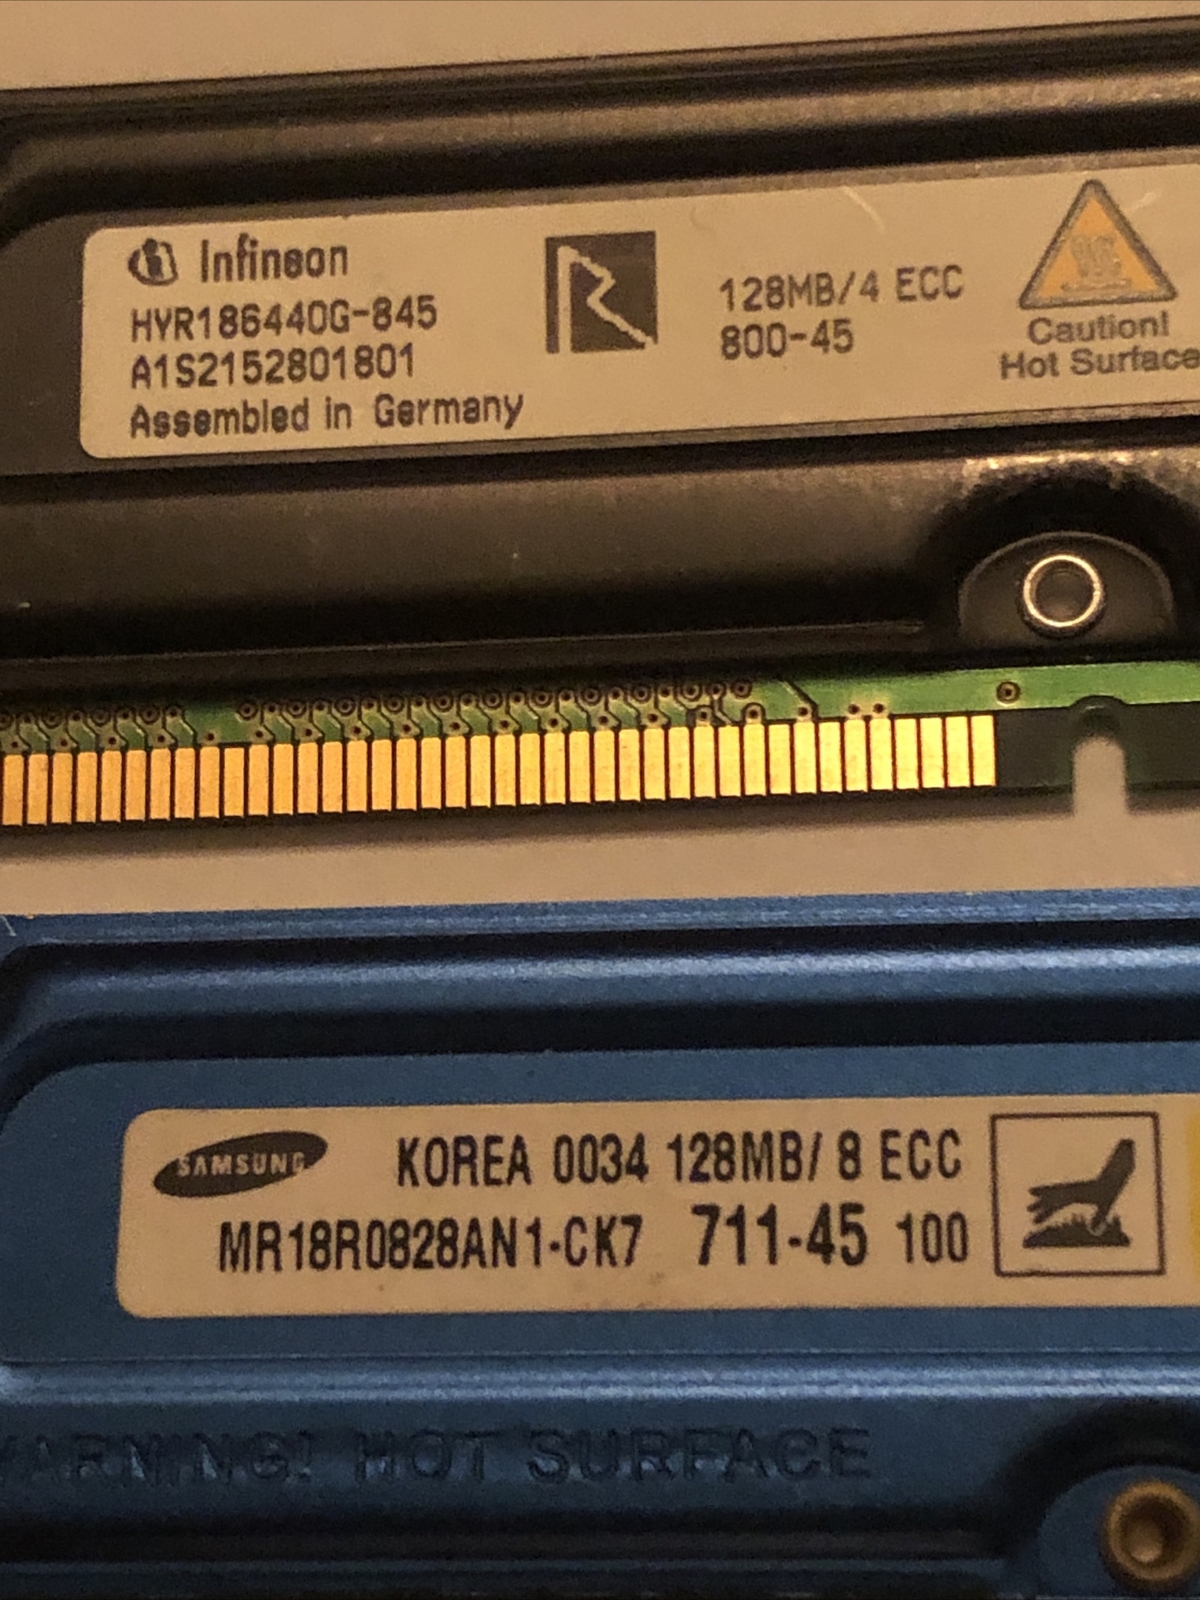 Infineon
HYR186440G-845
A1S2152801801
Assembled in Germany
128MB/4 ECC
800-45
Caution!
Hot Surface
SAMSUNG
KOREA 0034 128MB/ 8 ECC
MR18R0828AN1-CK7 711-45 100
WARNING! HOT SURFACE